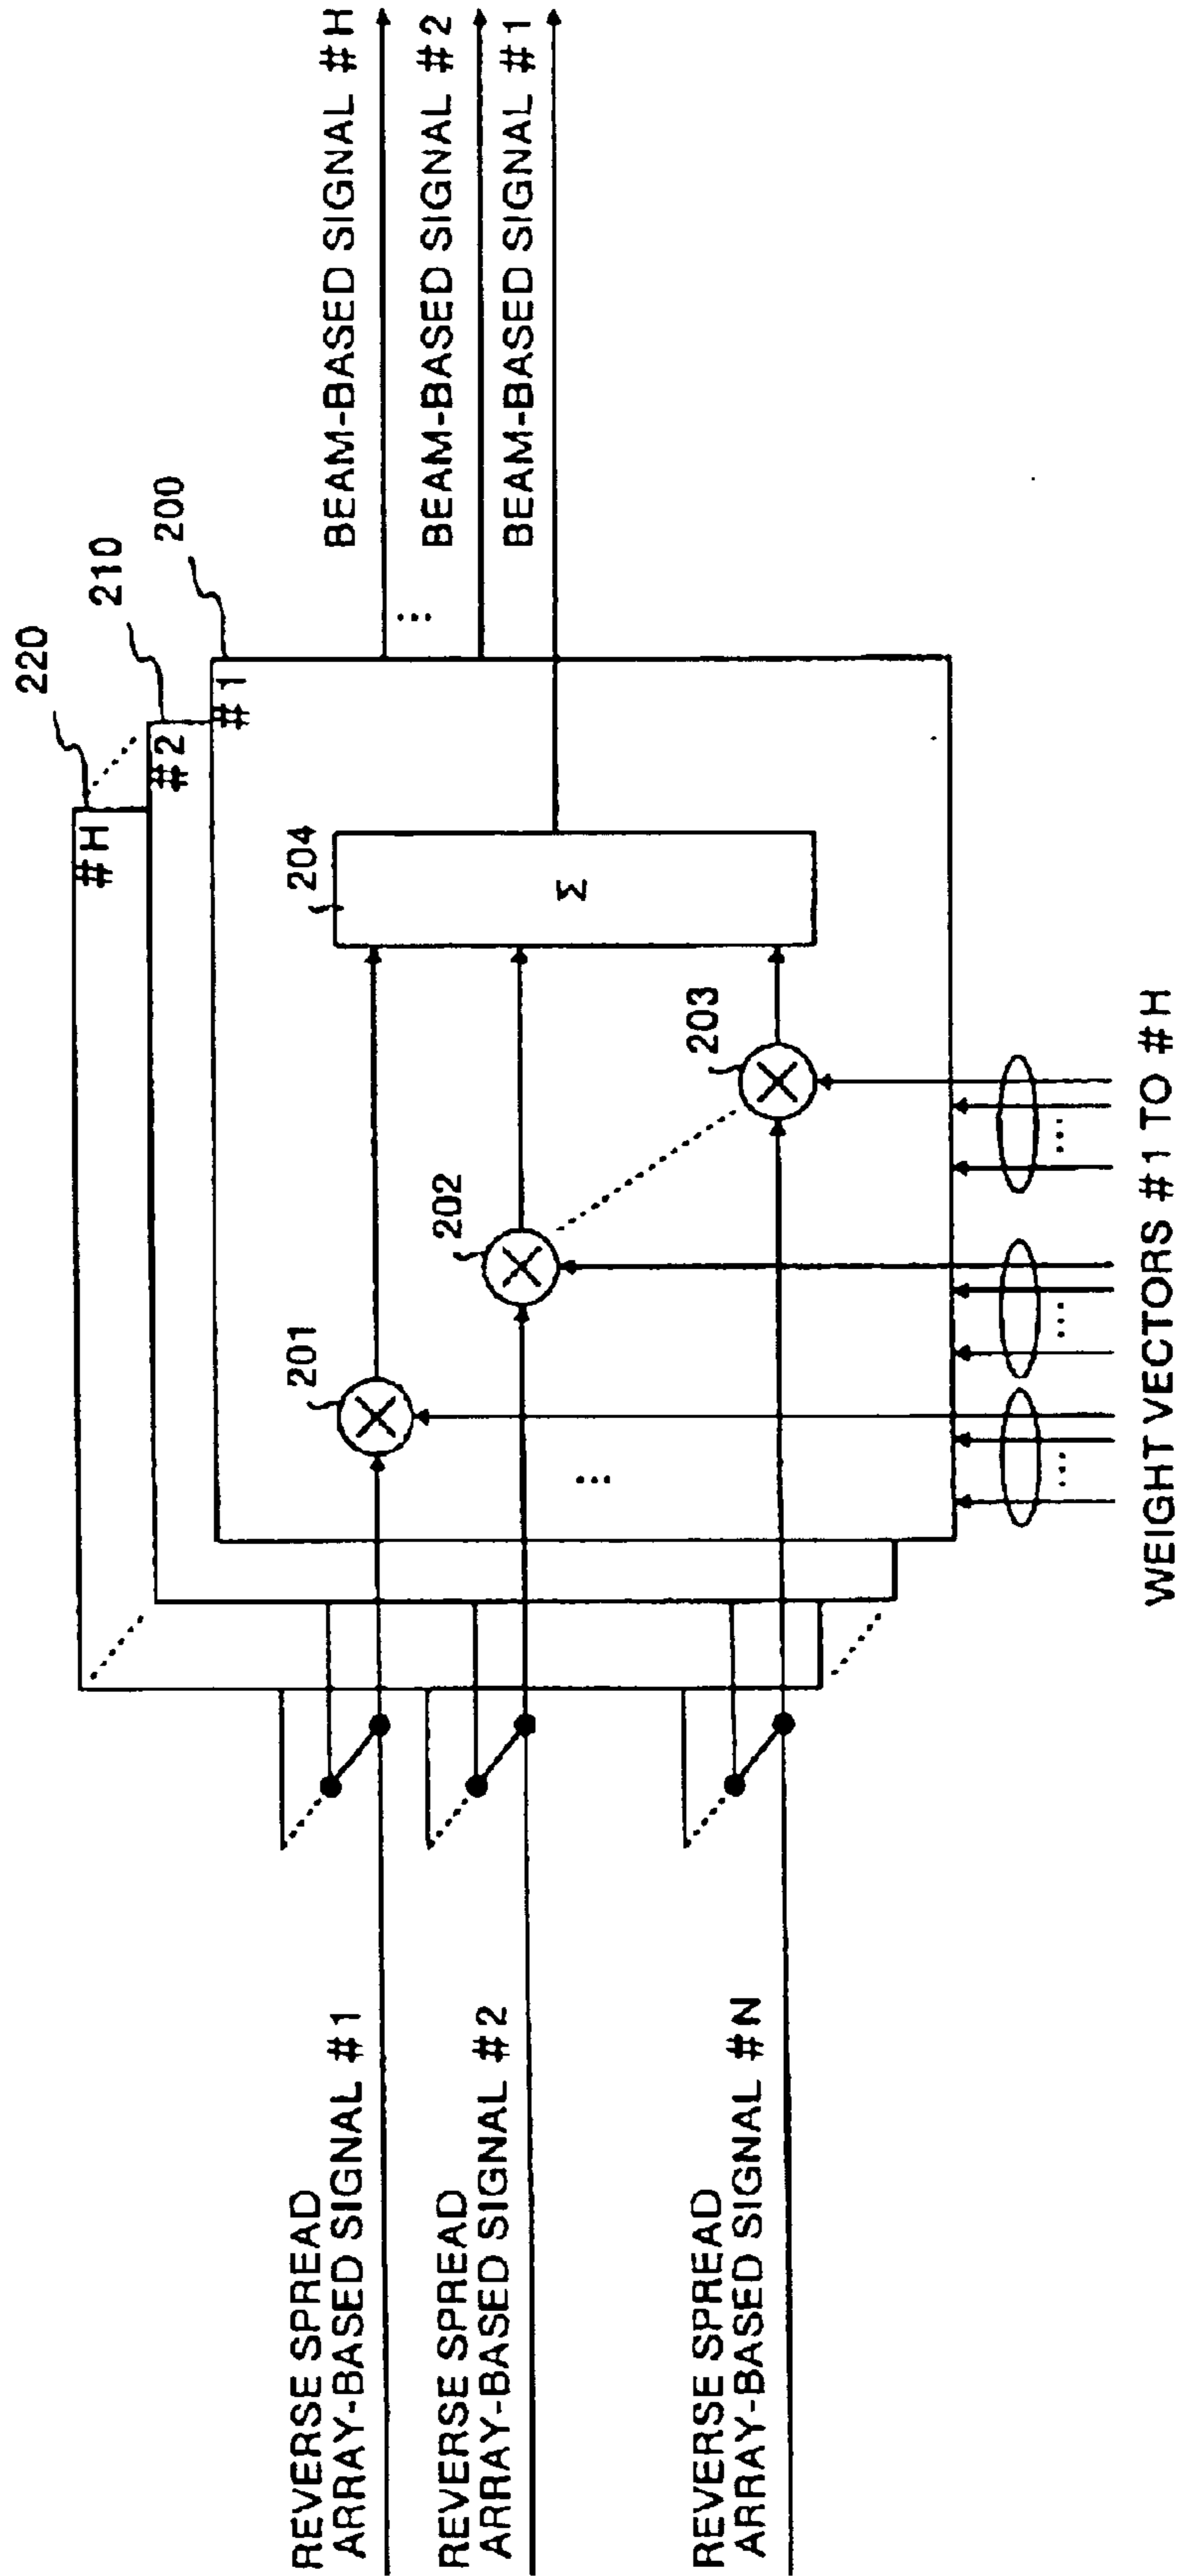 220
210
200
#H
#2
#1
BEAM-BASED SIGNAL #H
...
BEAM-BASED SIGNAL #2
BEAM-BASED SIGNAL #1
204
Σ
201
202
203
...
REVERSE SPREAD
ARRAY-BASED SIGNAL #1
REVERSE SPREAD
ARRAY-BASED SIGNAL #2
REVERSE SPREAD
ARRAY-BASED SIGNAL #N
... ... ...
WEIGHT VECTORS #1 TO #H